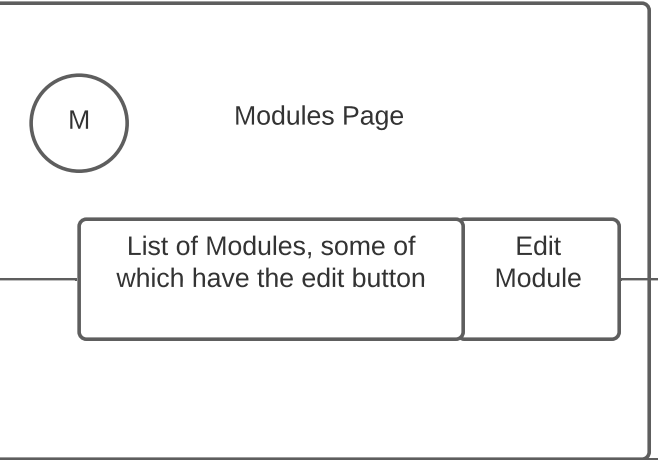 M
Modules Page
List of Modules, some of
which have the edit button
Edit
Module